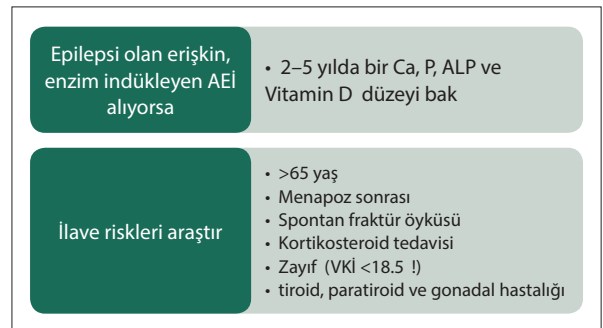 Epilepsi olan erişkin,
enzim indükleyen AEİ
alıyorsa
• 2–5 yılda bir Ca, P, ALP ve
Vitamin D düzeyi bak
İlave riskleri araştır
• >65 yaş
• Menapoz sonrası
• Spontan fraktür öyküsü
• Kortikosteroid tedavisi
• Zayıf (VKİ <18.5 !)
• tiroid, paratiroid ve gonadal hastalığı